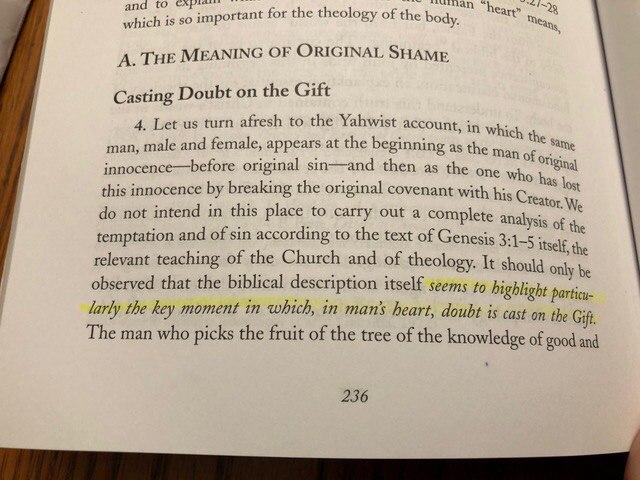 and to explain human "heart" means,
which is so important for the theology of the body.
A. THE MEANING OF ORIGINAL SHAME
Casting Doubt on the Gift
4. Let us turn afresh to the Yahwist account, in which the same
man, male and female, appears at the beginning as the man of original
innocence—before original sin—and then as the one who has lost
this innocence by breaking the original covenant with his Creator. We
do not intend in this place to carry out a complete analysis of the
temptation and of sin according to the text of Genesis 3:1–5 itself, the
relevant teaching of the Church and of theology. It should only be
observed that the biblical description itself seems to highlight particu-
larly the key moment in which, in man's heart, doubt is cast on the Gift.
The man who picks the fruit of the tree of the knowledge of good and
236